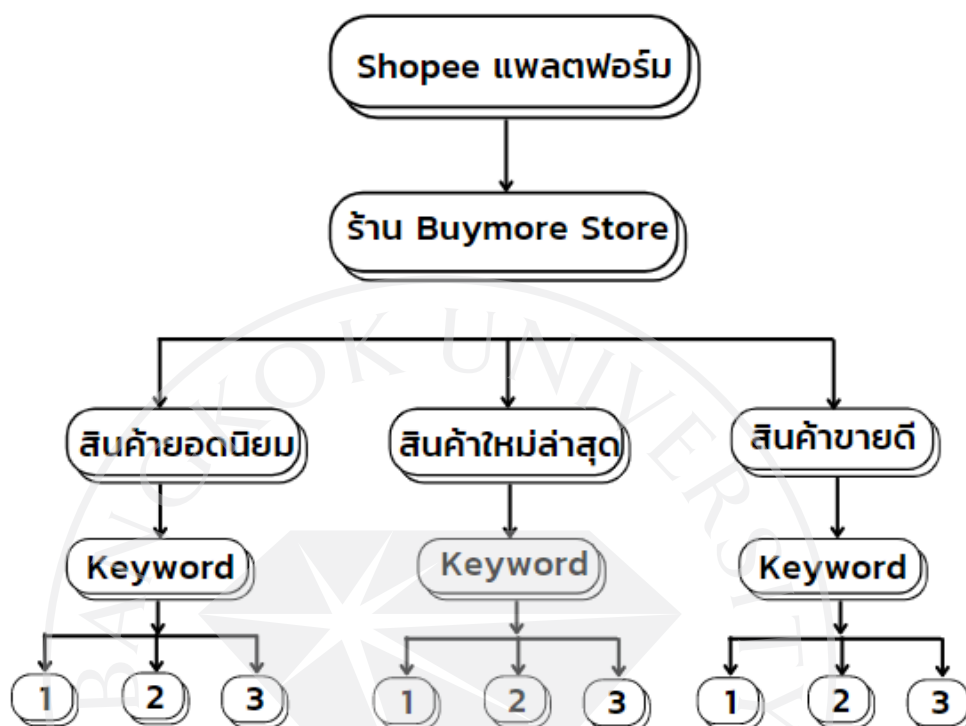 Shopee แพลตฟอร์ม
ร้าน Buymore Store
สินค้ายอดนิยม สินค้าใหม่ล่าสุด สินค้าขายดี
Keyword Keyword Keyword
1 2 3 1 2 3 1 2 3
BANGKOK UNIVERSITY